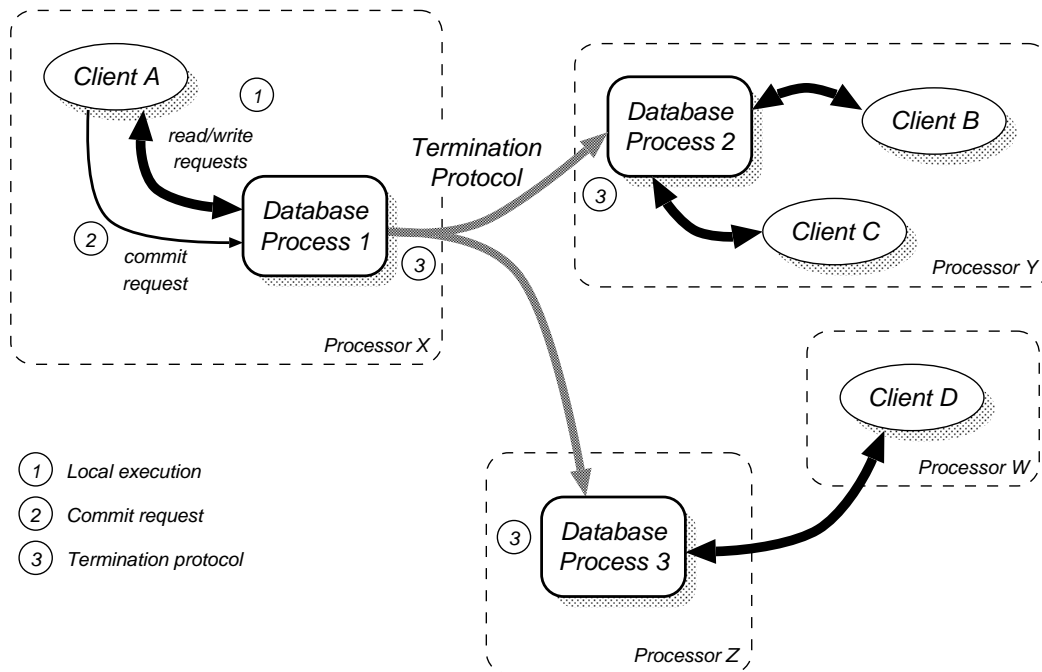 Client A
1
read/write
requests
2
commit
request
Database
Process 1
3
Processor X
Termination
Protocol
Database
Process 2
3
Client B
Client C
Processor Y
Client D
Processor W
3
Database
Process 3
Processor Z
1 Local execution
2 Commit request
3 Termination protocol